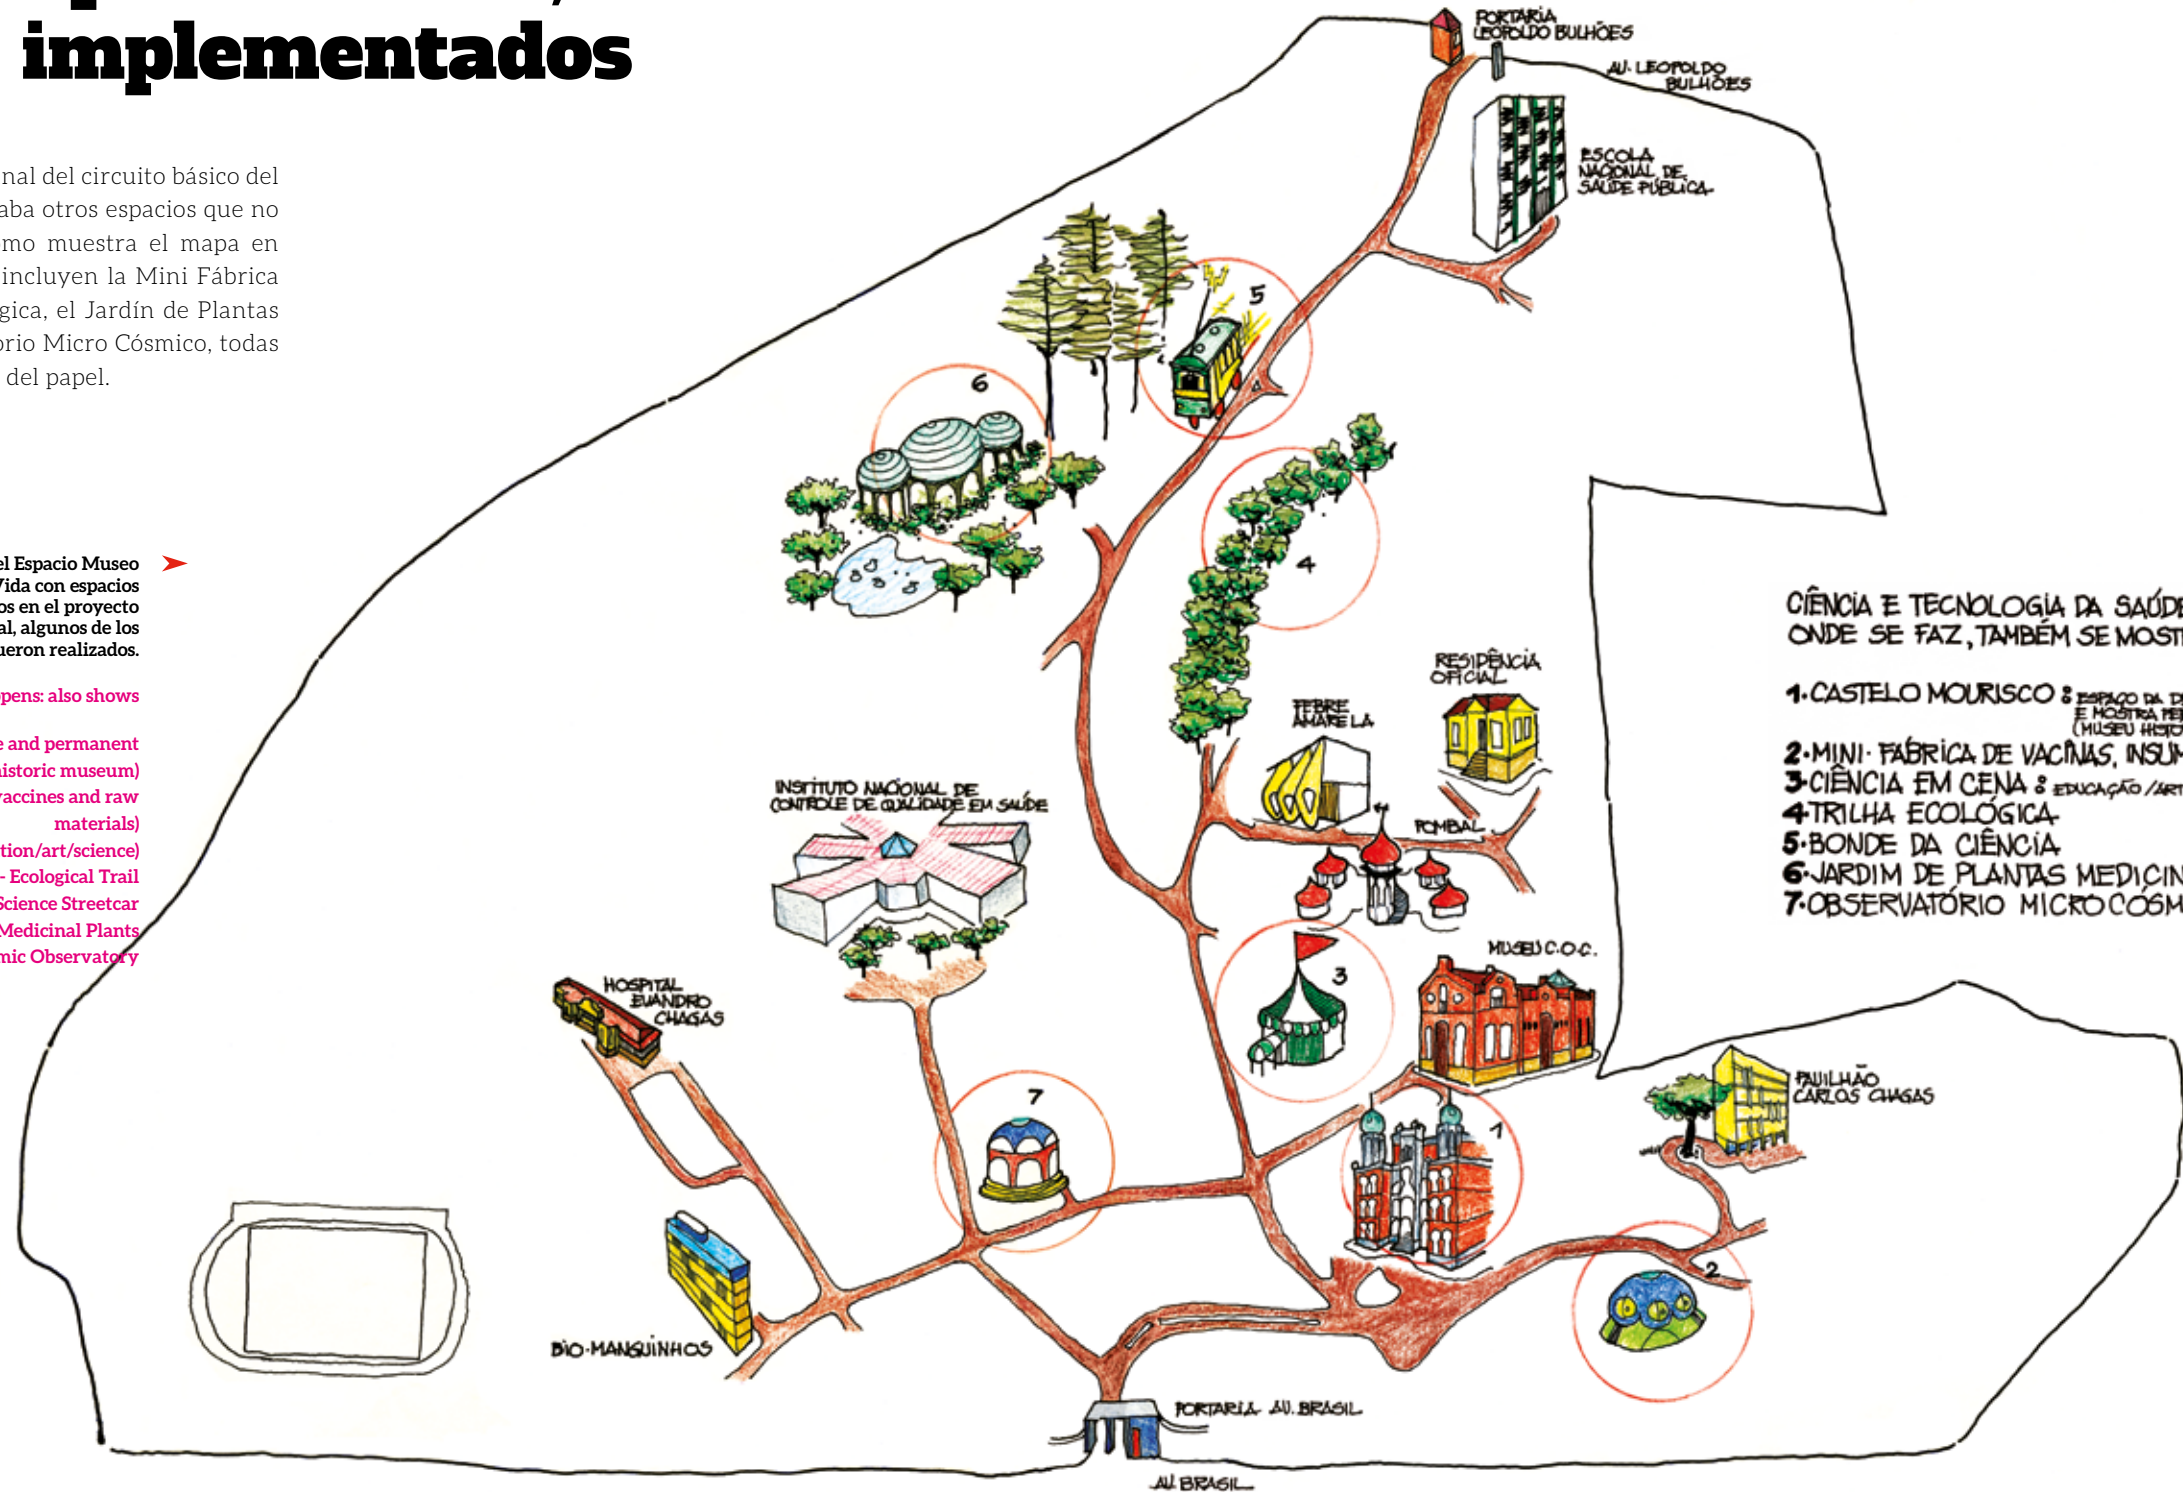 implementados
nal del circuito básico del
aba otros espacios que no
omo muestra el mapa en
incluyen la Mini Fábrica
gica, el Jardín de Plantas
orio Micro Cósmico, todas
del papel.
el Espacio Museo
Vida con espacios
os en el proyecto
al, algunos de los
ueron realizados.
pens: also shows
e and permanent
historic museum)
vaccines and raw
materials)
tion/art/science)
- Ecological Trail
Science Streetcar
Medicinal Plants
mic Observatory
PORTARIA
LEOPOLDO BULHÕES
AV. LEOPOLDO
BULHÕES
ESCOLA
NACIONAL DE
SAÚDE PÚBLICA
5
6
4
RESIDÊNCIA
OFICIAL
FEBRE
AMARELA
POMBAL
INSTITUTO NACIONAL DE
CONTROLE DE QUALIDADE EM SAÚDE
3
MUSEU C.O.C.
HOSPITAL
EVANDRO
CHAGAS
7
1
PAVILHÃO
CARLOS CHAGAS
2
BIO-MANGUINHOS
PORTARIA AV. BRASIL
AV. BRASIL
CIÊNCIA E TECNOLOGIA DA SAÚDE
ONDE SE FAZ, TAMBÉM SE MOST
1. CASTELO MOURISCO: ESPAÇO DA D
E MOSTRA PE
(MUSEU HISTÓ
2. MINI-FÁBRICA DE VACINAS, INSUM
3. CIÊNCIA EM CENA: EDUCAÇÃO/ART
4. TRILHA ECOLÓGICA
5. BONDE DA CIÊNCIA
6. JARDIM DE PLANTAS MEDICIN
7. OBSERVATÓRIO MICROCÓSM